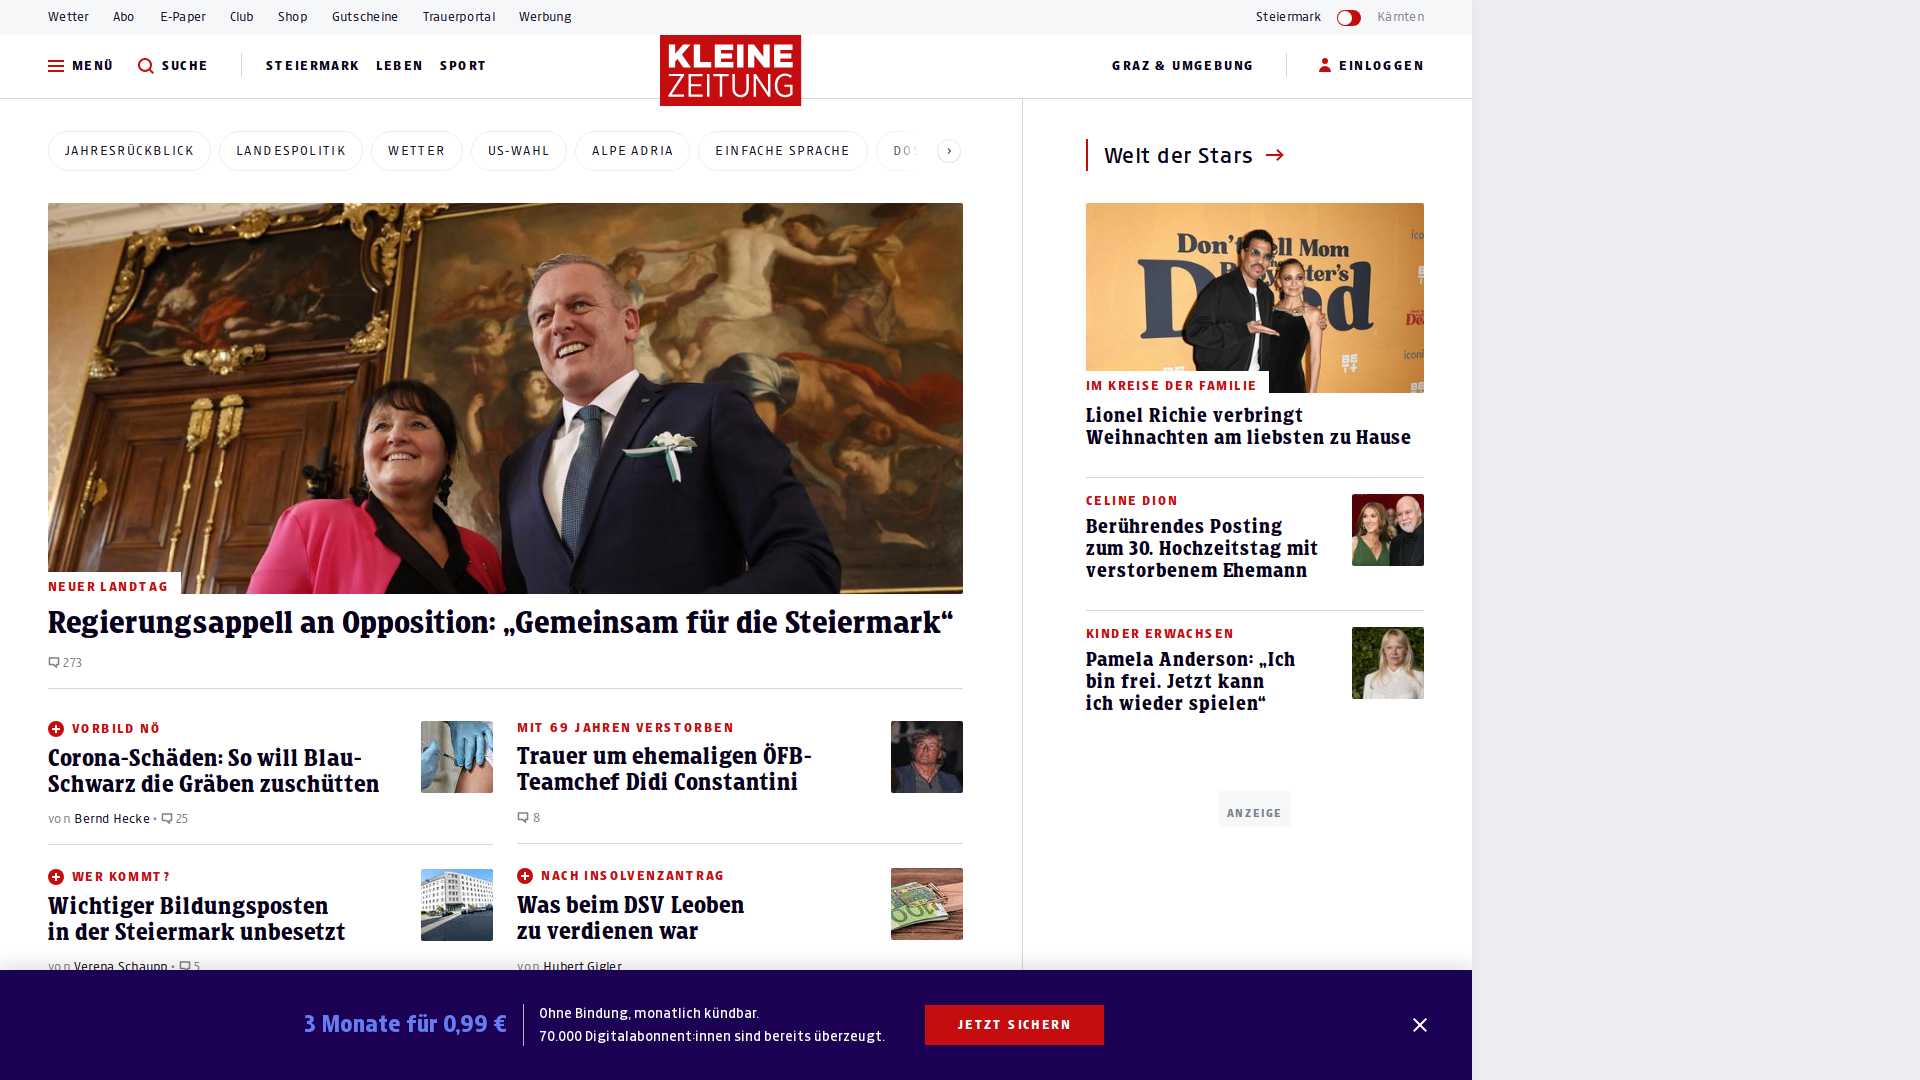 Wetter Abo E-Paper Club Shop Gutscheine Trauerportal Werbung
Steiermark Kärnten
MENÜ SUCHE STEIERMARK LEBEN SPORT
KLEINE
ZEITUNG
GRAZ & UMGEBUNG EINLOGGEN
JAHRESRÜCKBLICK LANDESPOLITIK WETTER US-WAHL ALPE ADRIA EINFACHE SPRACHE
NEUER LANDTAG
Regierungsappell an Opposition: „Gemeinsam für die Steiermark“
273
VORBILD NÖ
Corona-Schäden: So will Blau-
Schwarz die Gräben zuschütten
von Bernd Hecke • 25
MIT 69 JAHREN VERSTORBEN
Trauer um ehemaligen ÖFB-
Teamchef Didi Constantini
8
WER KOMMT?
Wichtiger Bildungsposten
in der Steiermark unbesetzt
von Verena Schaupp • 5
NACH INSOLVENZANTRAG
Was beim DSV Leoben
zu verdienen war
von Hubert Gigler
Welt der Stars
Don't Tell Mom
the
Babysitter's
Dead
BET+
IM KREISE DER FAMILIE
Lionel Richie verbringt
Weihnachten am liebsten zu Hause
CELINE DION
Berührendes Posting
zum 30. Hochzeitstag mit
verstorbenem Ehemann
KINDER ERWACHSEN
Pamela Anderson: „Ich
bin frei. Jetzt kann
ich wieder spielen“
ANZEIGE
3 Monate für 0,99 €
Ohne Bindung, monatlich kündbar.
70.000 Digitalabonnent:innen sind bereits überzeugt.
JETZT SICHERN